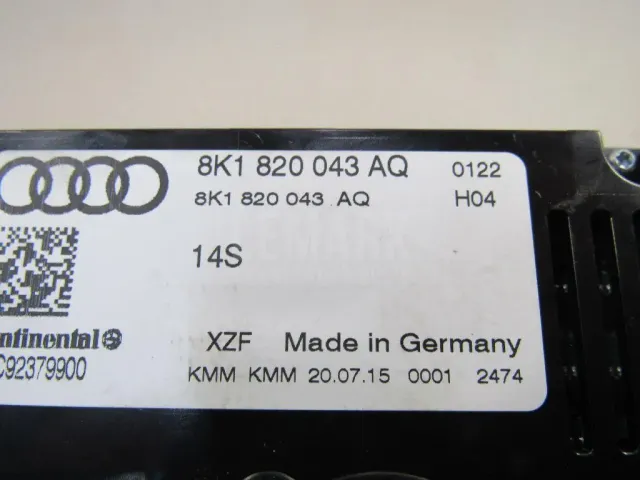 8K1 820 043 AQ 0122
8K1 820 043 AQ H04
14S
ntinental
XZF Made in Germany
C92379900
KMM KMM 20.07.15 0001 2474